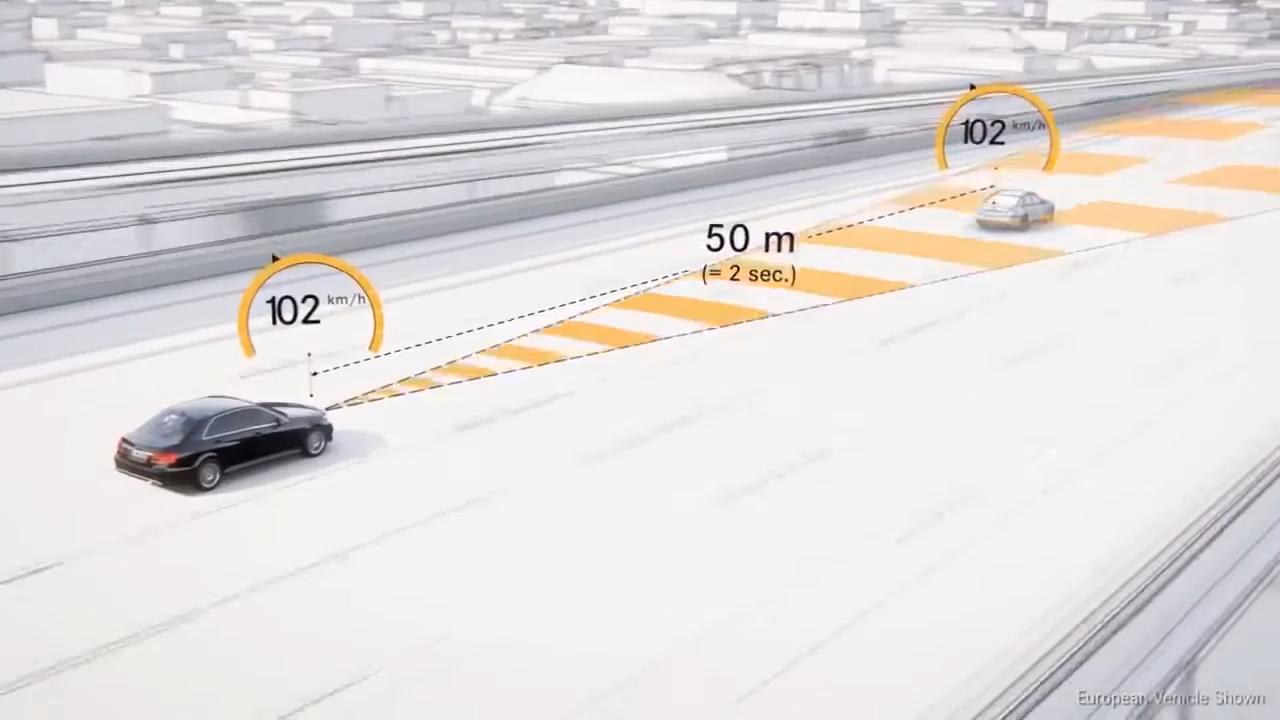 102 km/h
50 m
(= 2 sec.)
102 km/h
European Vehicle Shown